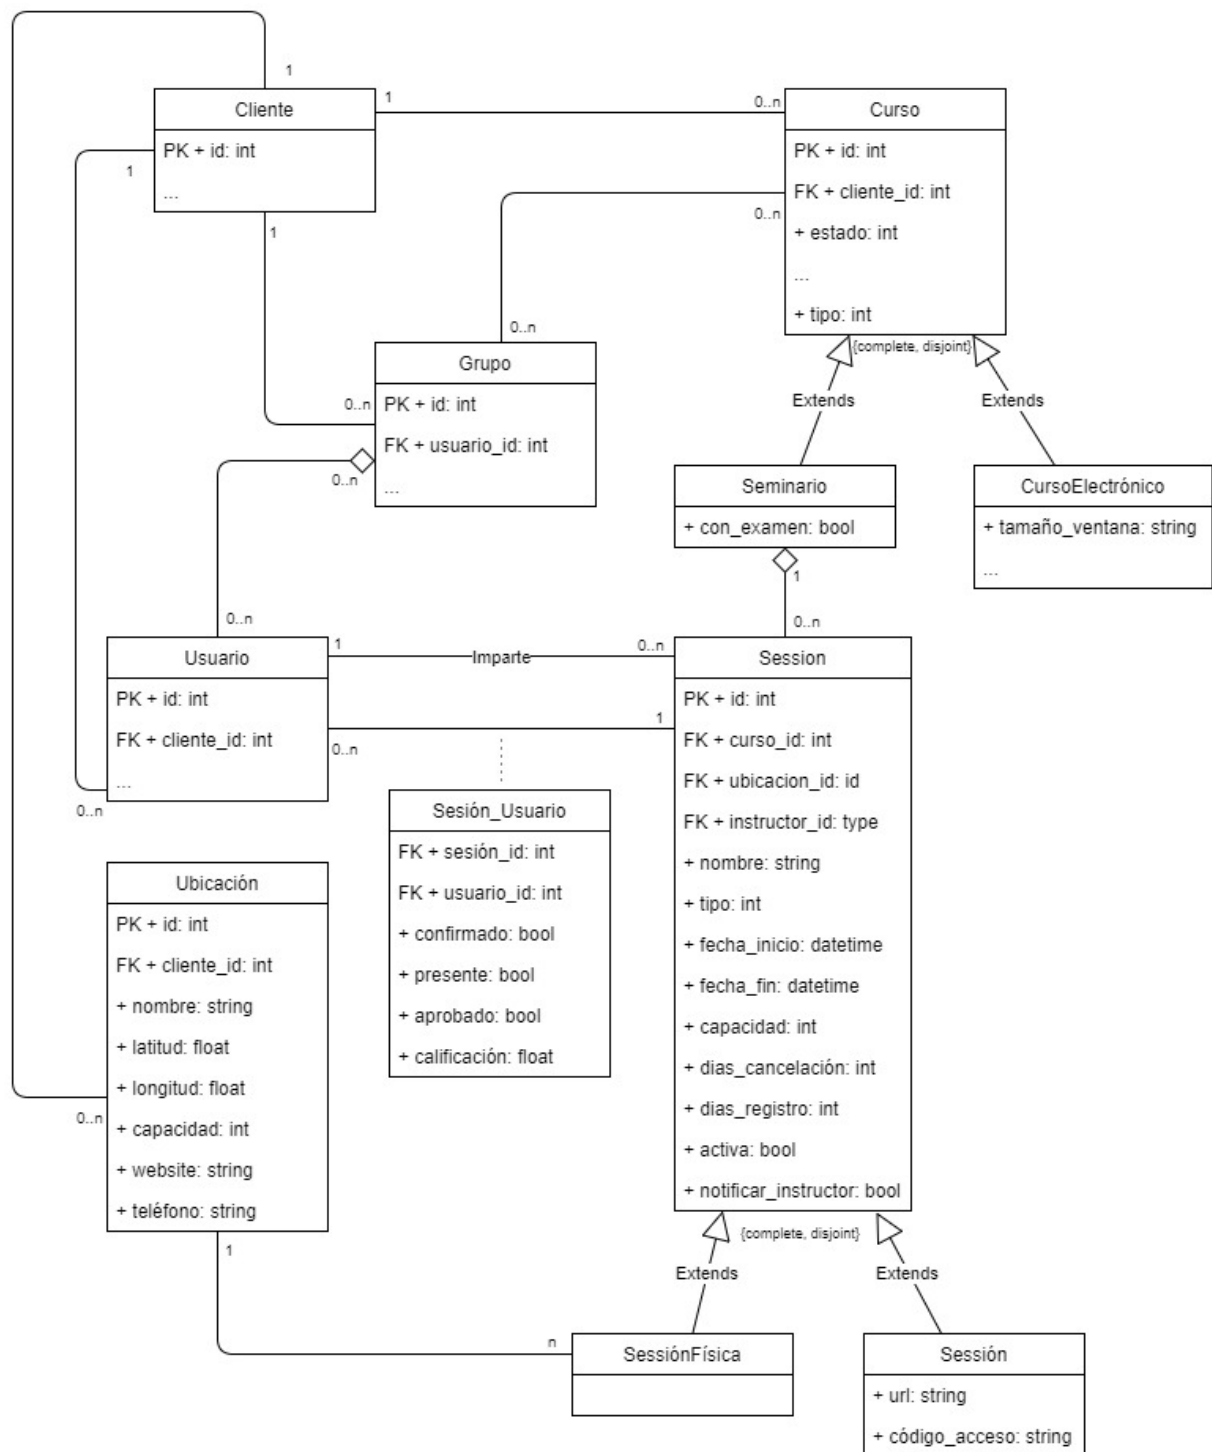 1
Cliente
PK + id: int
...
1
0..n
1
1
Curso
PK + id: int
FK + cliente_id: int
+ estado: int
...
+ tipo: int
0..n
0..n
{complete, disjoint}
Extends
Extends
Grupo
PK + id: int
FK + usuario_id: int
...
0..n
0..n
Seminario
+ con_examen: bool
CursoElectrónico
+ tamaño_ventana: string
...
1
0..n
0..n
Usuario
PK + id: int
FK + cliente_id: int
...
1
Imparte
0..n
0..n
1
0..n
Session
PK + id: int
FK + curso_id: int
FK + ubicacion_id: id
FK + instructor_id: type
+ nombre: string
+ tipo: int
+ fecha_inicio: datetime
+ fecha_fin: datetime
+ capacidad: int
+ dias_cancelación: int
+ dias_registro: int
+ activa: bool
+ notificar_instructor: bool
Sesión_Usuario
FK + sesión_id: int
FK + usuario_id: int
+ confirmado: bool
+ presente: bool
+ aprobado: bool
+ calificación: float
Ubicación
PK + id: int
FK + cliente_id: int
+ nombre: string
+ latitud: float
+ longitud: float
+ capacidad: int
+ website: string
+ teléfono: string
0..n
1
{complete, disjoint}
Extends
Extends
n
SessiónFísica
Sessión
+ url: string
+ código_acceso: string